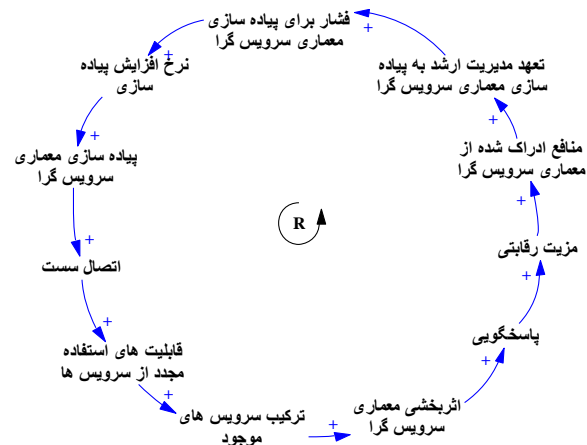 فشار برای پیاده سازی
معماری سرویس گرا
+
تعهد مدیریت ارشد به پیاده
سازی معماری سرویس گرا
+
نرخ افزایش پیاده
سازی
+
منافع ادراک شده از
معماری سرویس گرا
+
پیاده سازی معماری
سرویس گرا
+
R
مزیت رقابتی
+
اتصال سست
+
پاسخگویی
+
قابلیت های استفاده
مجدد از سرویس ها
+
اثربخشی معماری
سرویس گرا
+
ترکیب سرویس های
موجود
+